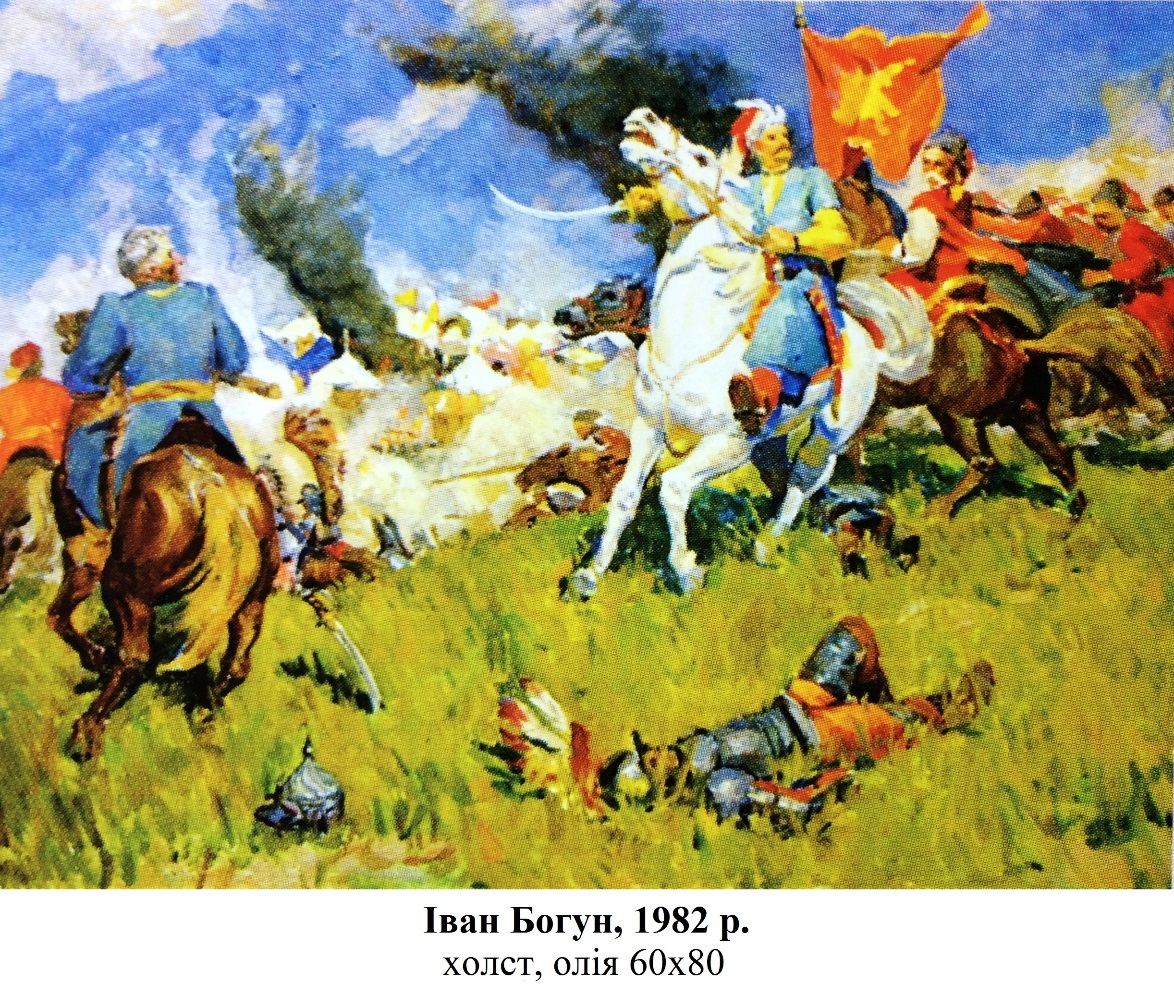 Іван Богун, 1982 р.
холст, олія 60х80